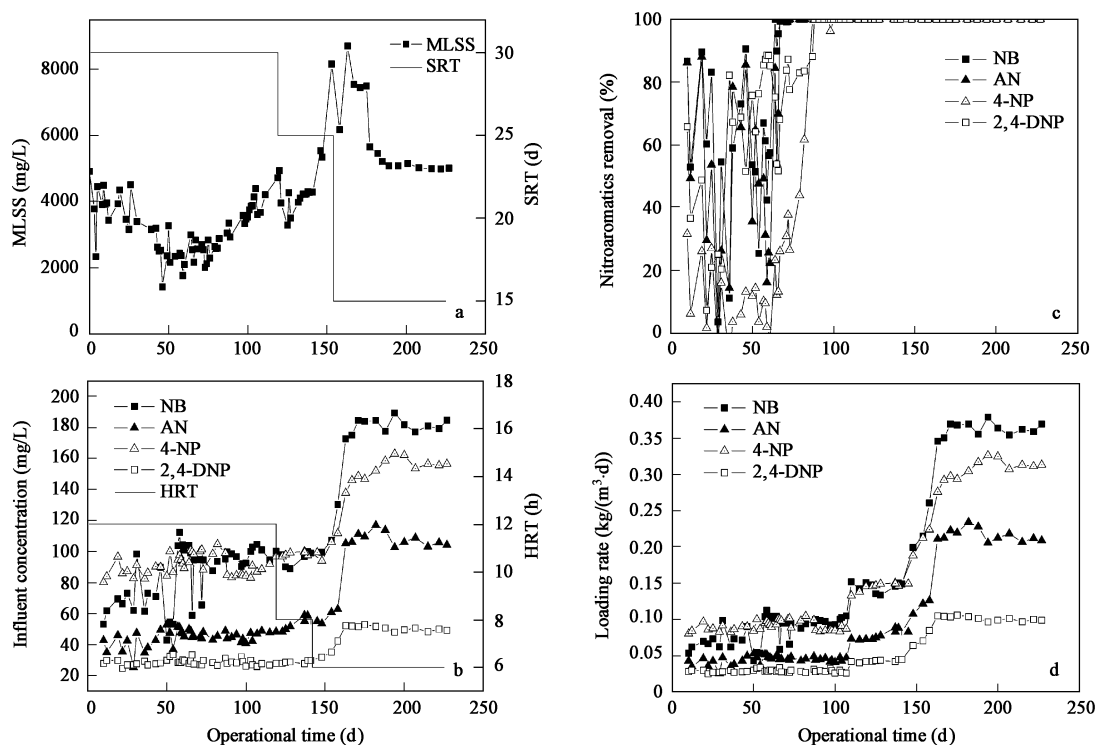 MLSS
SRT
8000
6000
4000
2000
0
MLSS (mg/L)
30
25
20
15
SRT (d)
a
0 50 100 150 200 250
NB
AN
4-NP
2,4-DNP
100
80
60
40
20
0
Nitroaromatics removal (%)
c
0 50 100 150 200 250
NB
AN
4-NP
2,4-DNP
HRT
200
180
160
140
120
100
80
60
40
20
Influent concentration (mg/L)
18
16
14
12
10
8
6
HRT (h)
b
0 50 100 150 200 250
Operational time (d)
NB
AN
4-NP
2,4-DNP
0.40
0.35
0.30
0.25
0.20
0.15
0.10
0.05
0
Loading rate (kg/(m³·d))
d
0 50 100 150 200 250
Operational time (d)